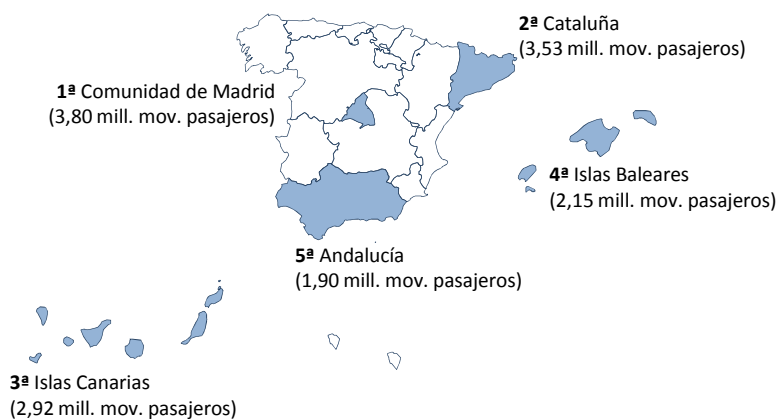 2ª Cataluña
(3,53 mill. mov. pasajeros)
1ª Comunidad de Madrid
(3,80 mill. mov. pasajeros)
4ª Islas Baleares
(2,15 mill. mov. pasajeros)
5ª Andalucía
(1,90 mill. mov. pasajeros)
3ª Islas Canarias
(2,92 mill. mov. pasajeros)